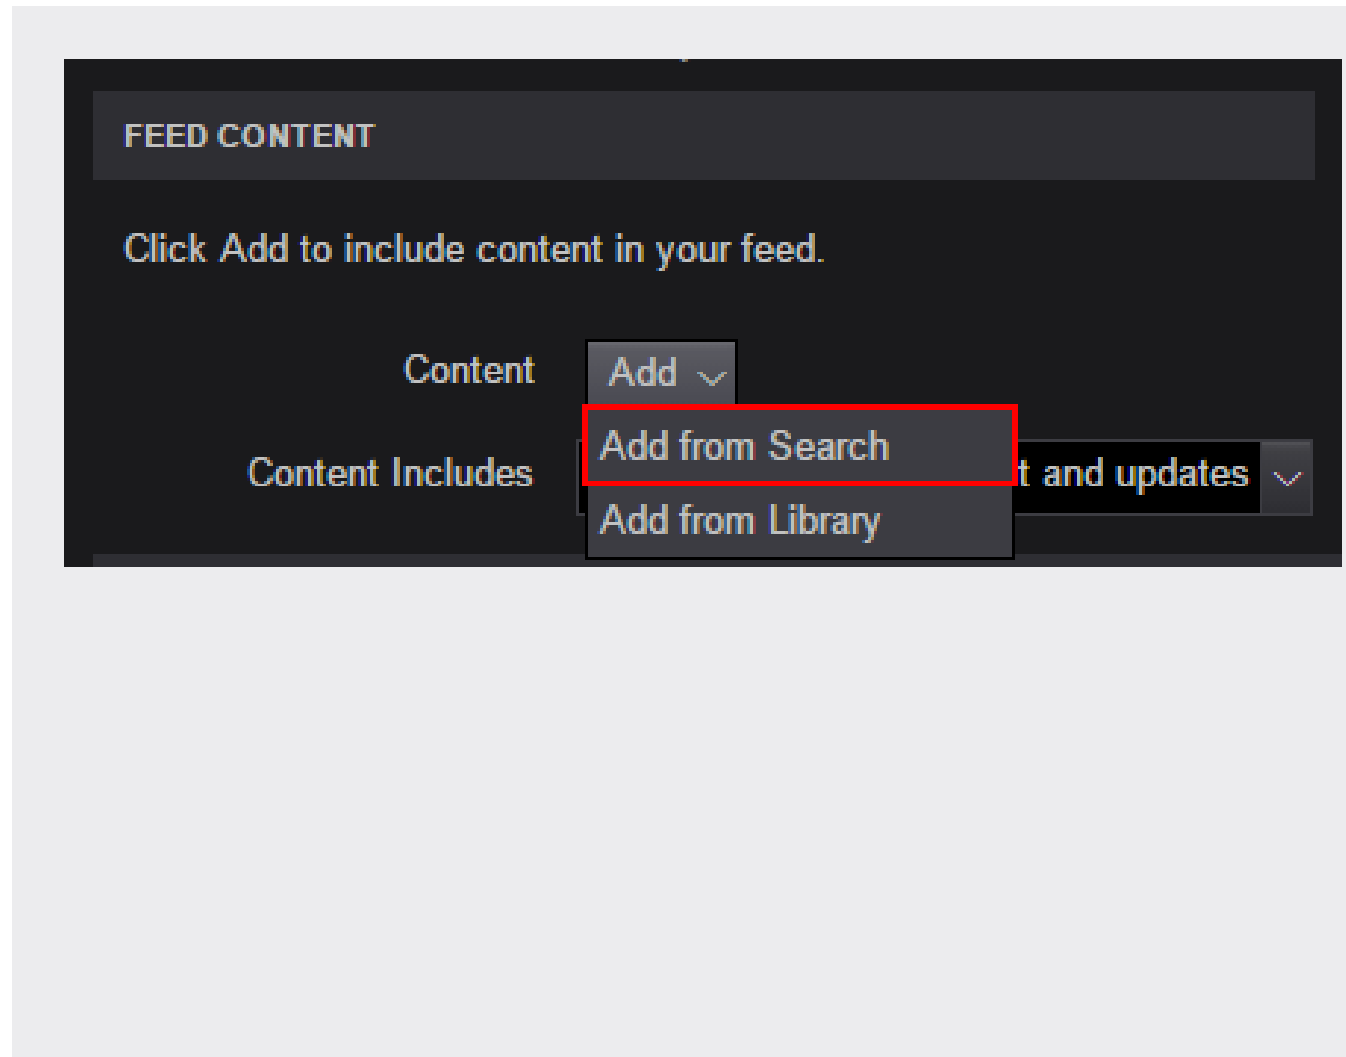 FEED CONTENT
Click Add to include content in your feed.
Content Add
Add from Search
Content Includes and updates
Add from Library